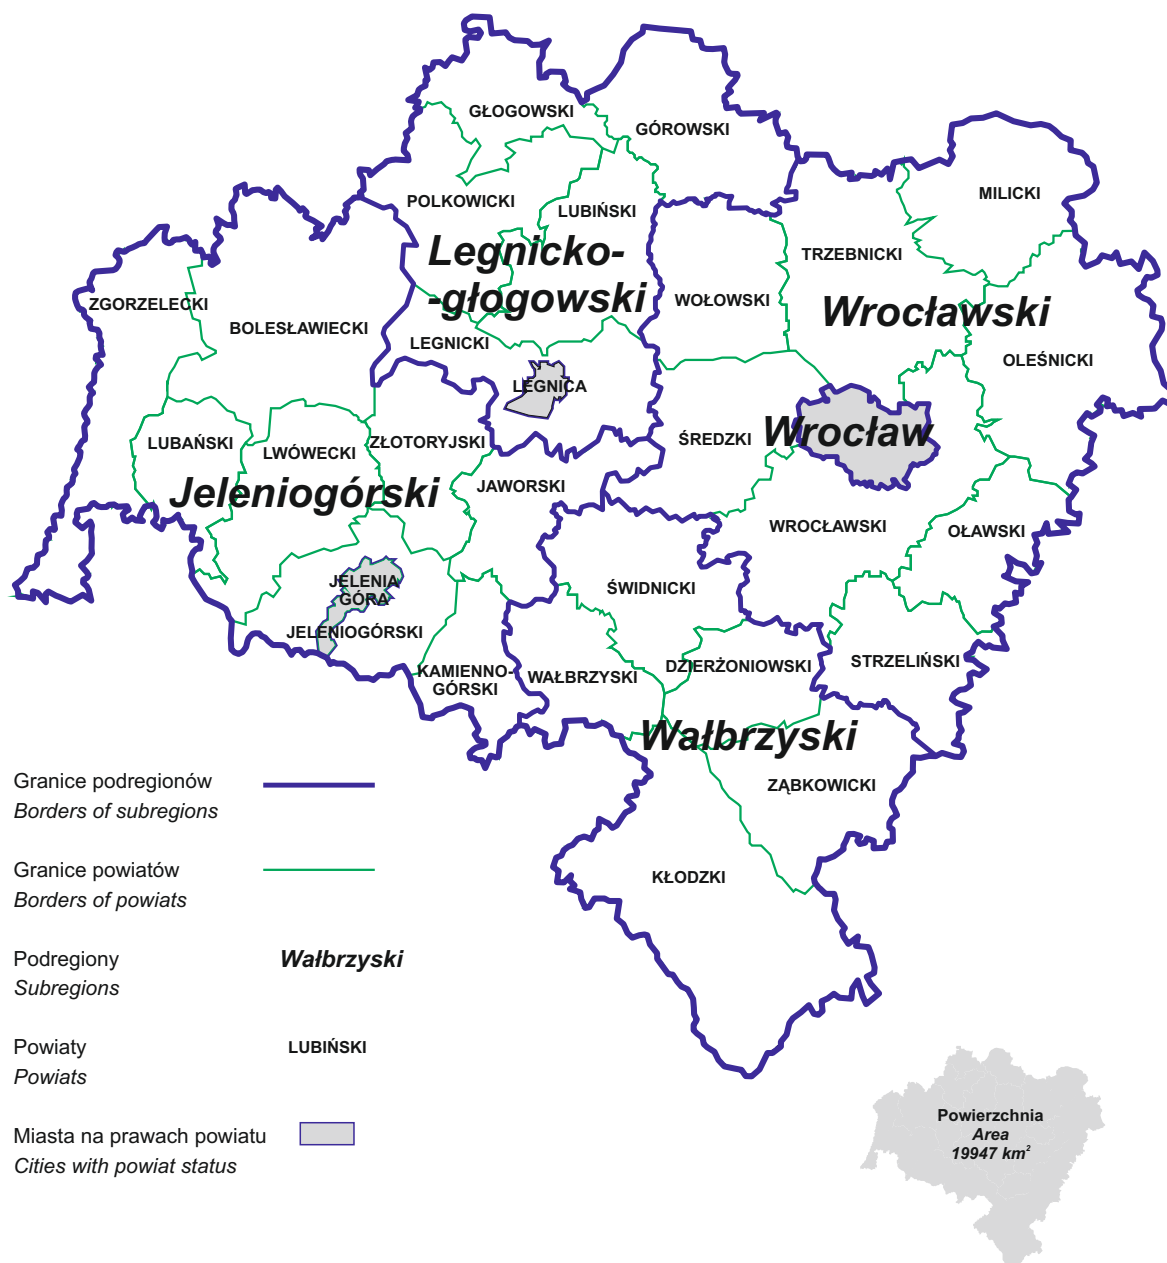 GŁOGOWSKI
GÓROWSKI
MILICKI
POLKOWICKI
LUBIŃSKI
TRZEBNICKI
Legnicko-
-głogowski
ZGORZELECKI
WOŁOWSKI
Wrocławski
BOLESŁAWIECKI
LEGNICKI
OLEŚNICKI
LEGNICA
LUBAŃSKI
LWÓWECKI
ZŁOTORYJSKI
ŚREDZKI
Wrocław
Jeleniogórski
JAWORSKI
WROCŁAWSKI
OŁAWSKI
JELENIA
GÓRA
ŚWIDNICKI
JELENIOGÓRSKI
KAMIENNO-
GÓRSKI
WAŁBRZYSKI
DZIERŻONIOWSKI
STRZELIŃSKI
Wałbrzyski
ZĄBKOWICKI
KŁODZKI
Granice podregionów
Borders of subregions
Granice powiatów
Borders of powiats
Podregiony
Subregions
Wałbrzyski
Powiaty
Powiats
LUBIŃSKI
Miasta na prawach powiatu
Cities with powiat status
Powierzchnia
Area
19947 km²